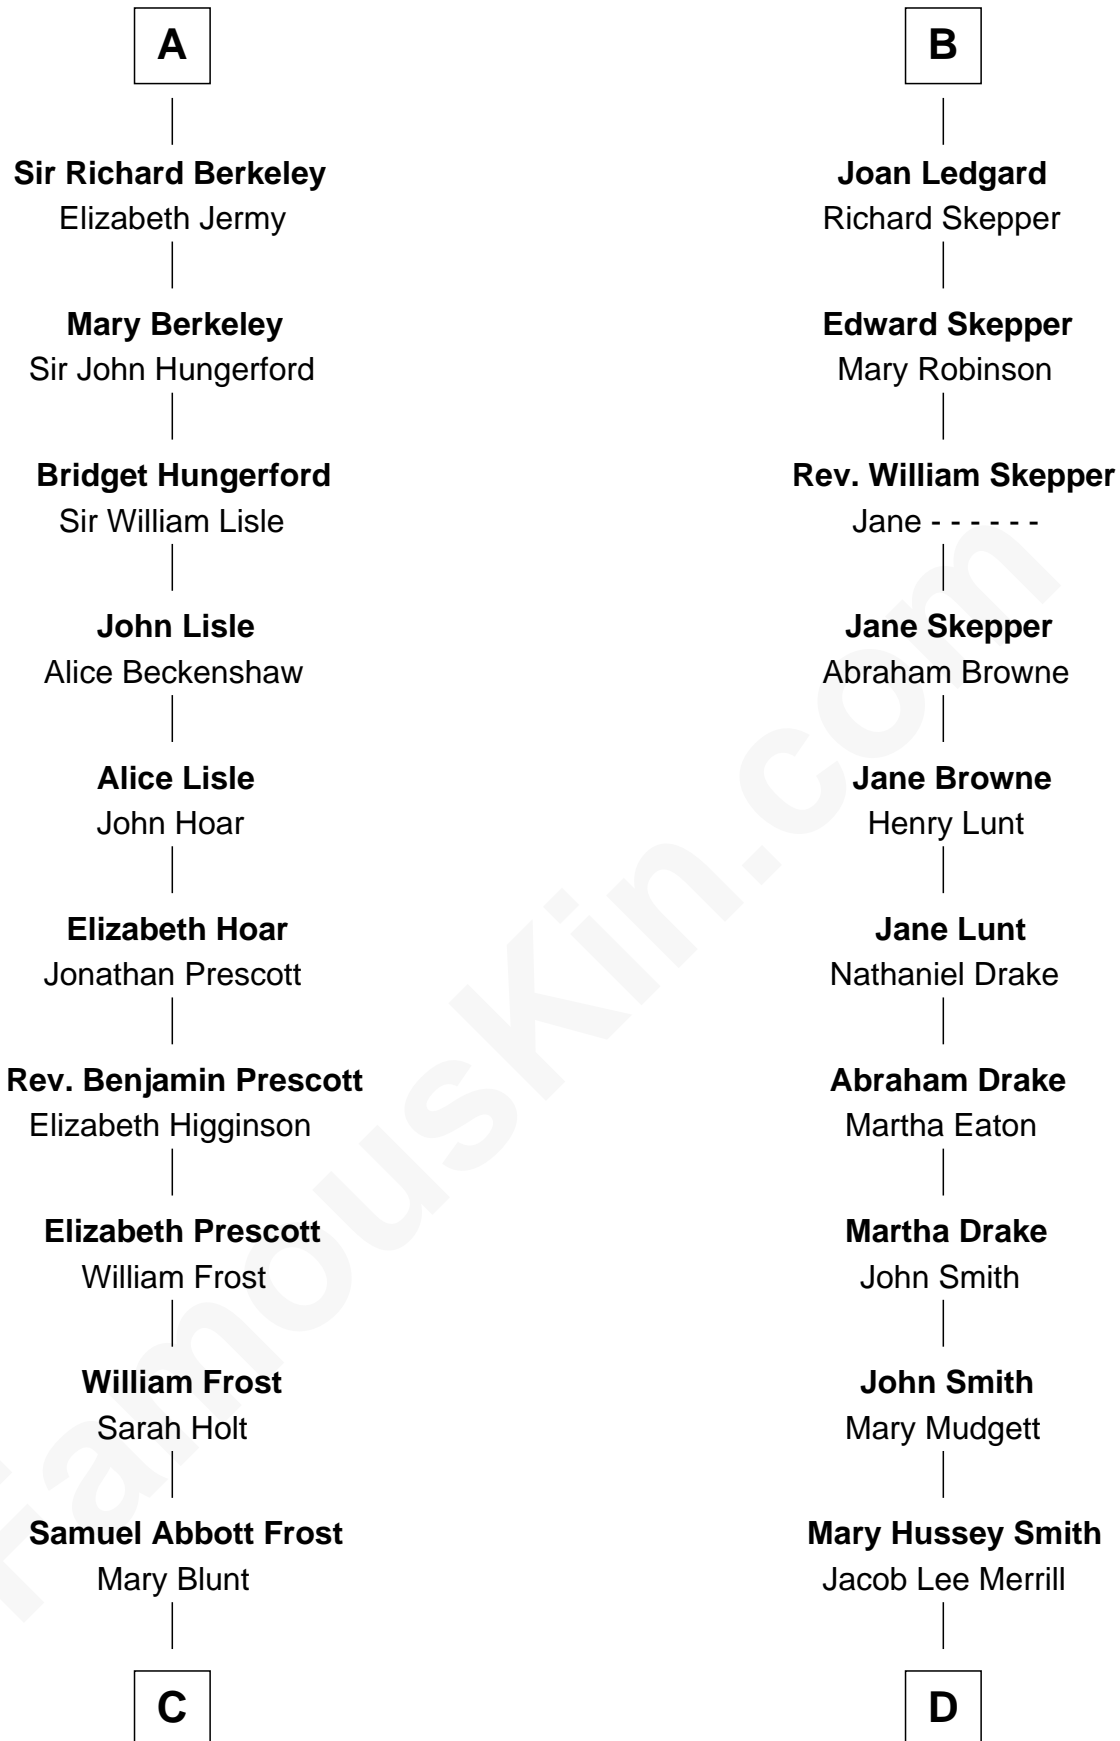 A
Sir Richard Berkeley
Elizabeth Jermy
Mary Berkeley
Sir John Hungerford
Bridget Hungerford
Sir William Lisle
John Lisle
Alice Beckenshaw
Alice Lisle
John Hoar
Elizabeth Hoar
Jonathan Prescott
Rev. Benjamin Prescott
Elizabeth Higginson
Elizabeth Prescott
William Frost
William Frost
Sarah Holt
Samuel Abbott Frost
Mary Blunt
C
B
Joan Ledgard
Richard Skepper
Edward Skepper
Mary Robinson
Rev. William Skepper
Jane - - - - - -
Jane Skepper
Abraham Browne
Jane Browne
Henry Lunt
Jane Lunt
Nathaniel Drake
Abraham Drake
Martha Eaton
Martha Drake
John Smith
John Smith
Mary Mudgett
Mary Hussey Smith
Jacob Lee Merrill
D
FamousKin.com